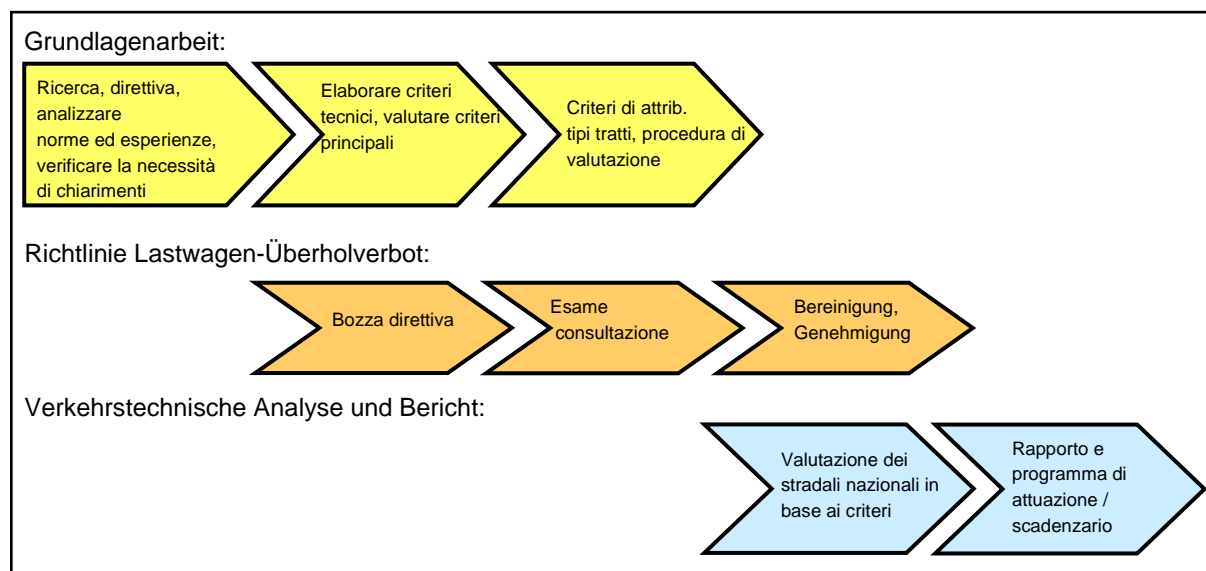 Grundlagenarbeit:
Ricerca, direttiva,
analizzare
norme ed esperienze,
verificare la necessità
di chiarimenti
Elaborare criteri
tecnici, valutare criteri
principali
Criteri di attrib.
tipi tratti, procedura di
valutazione
Richtlinie Lastwagen-Überholverbot:
Bozza direttiva
Esame
consultazione
Bereinigung,
Genehmigung
Verkehrstechnische Analyse und Bericht:
Valutazione dei
stradali nazionali in
base ai criteri
Rapporto e
programma di
attuazione /
scadenzario